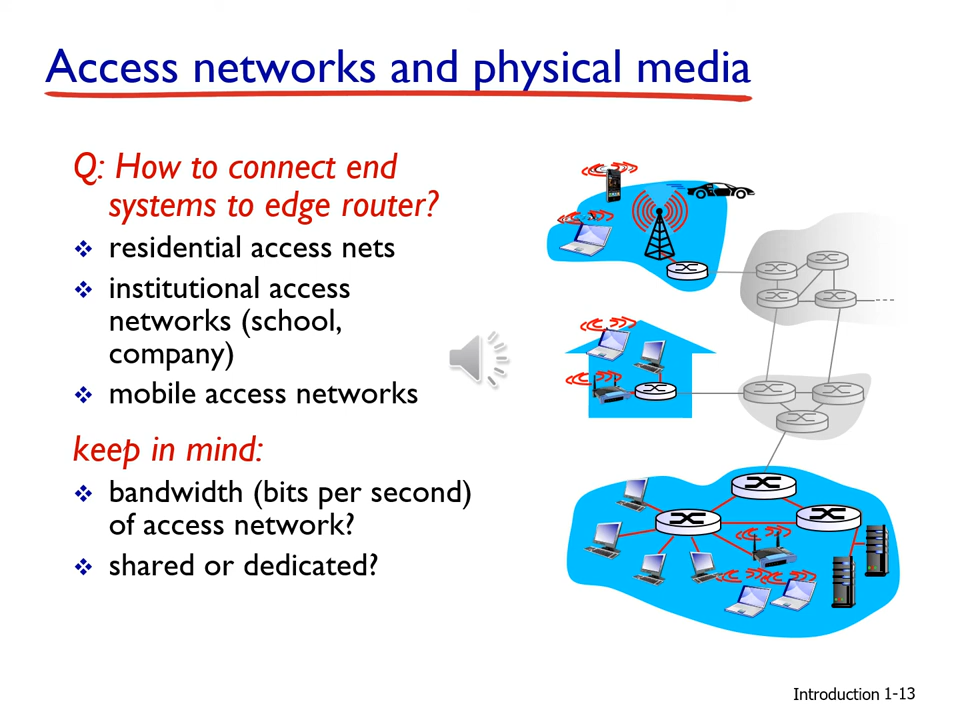 Access networks and physical media
Q: How to connect end
systems to edge router?
residential access nets
institutional access
networks (school,
company)
mobile access networks
keep in mind:
bandwidth (bits per second)
of access network?
shared or dedicated?
Introduction 1-13